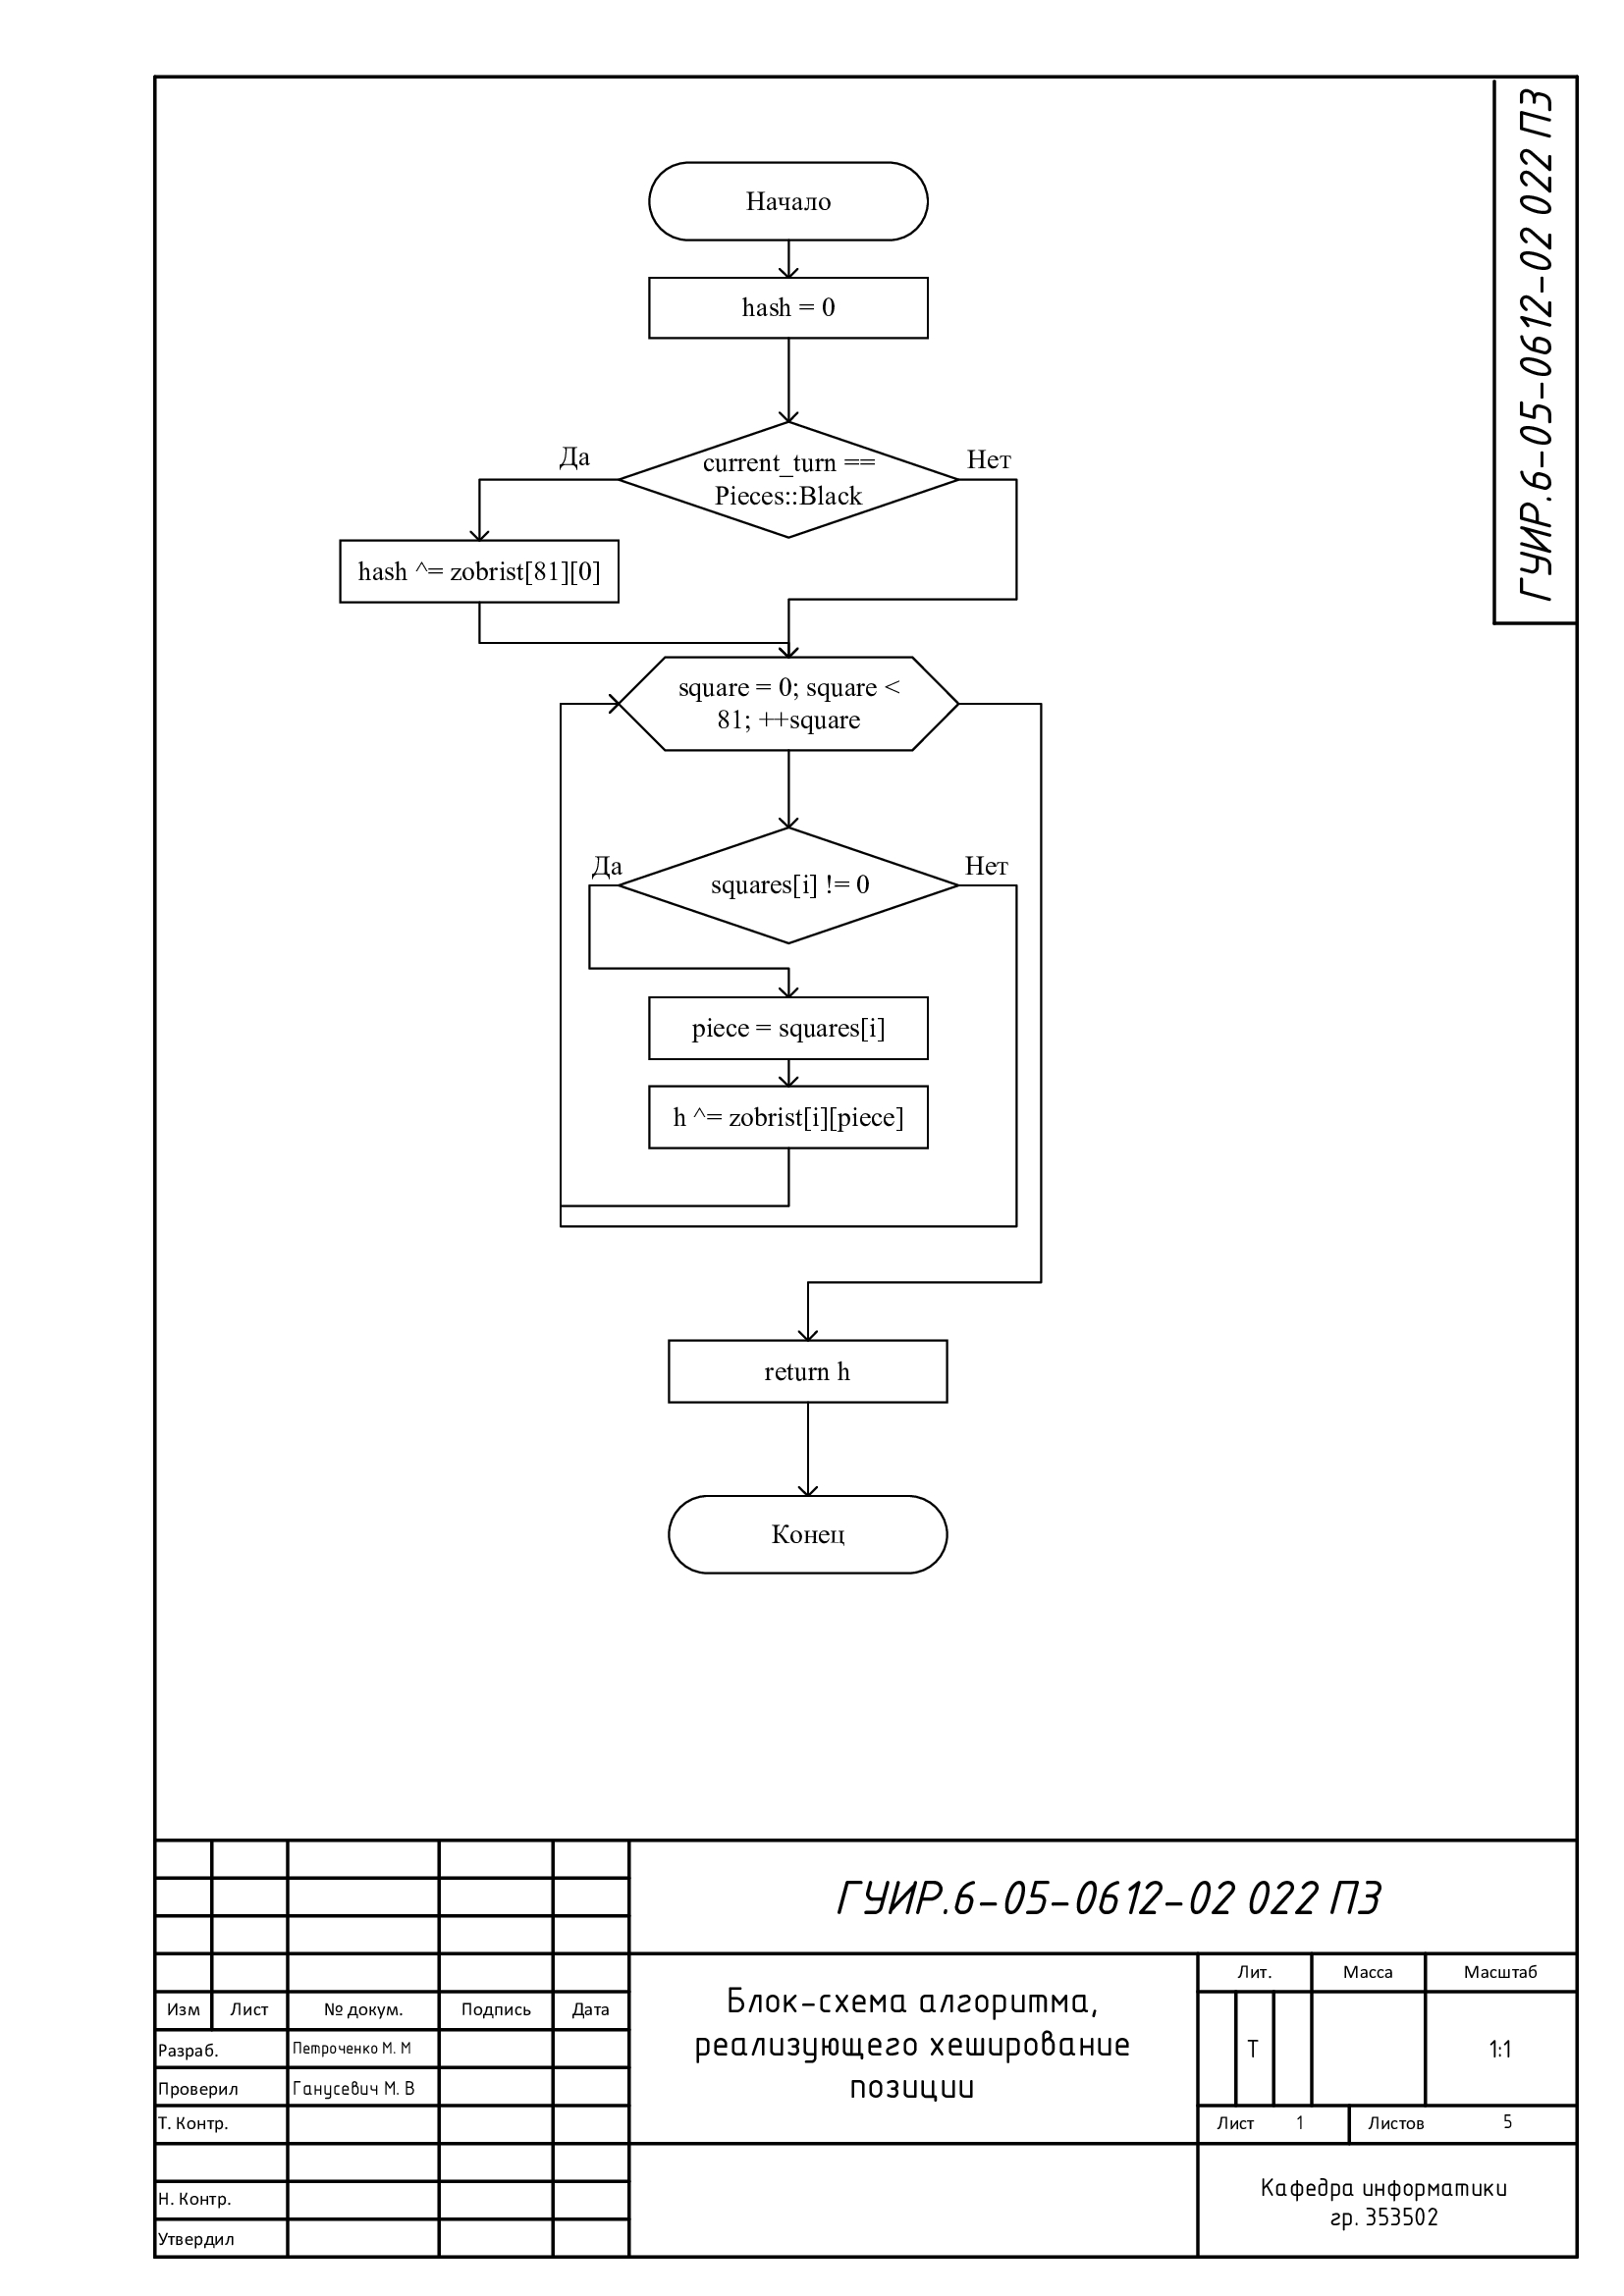 ГУИР.6-05-0612-02 022 ПЗ
Начало
hash = 0
current_turn ==
Pieces::Black
Да
Нет
hash ^= zobrist[81][0]
square = 0; square <
81; ++square
squares[i] != 0
Да
Нет
piece = squares[i]
h ^= zobrist[i][piece]
return h
Конец
ГУИР.6-05-0612-02 022 ПЗ
Блок-схема алгоритма,
реализующего хеширование
позиции
Лит.
Масса
Масштаб
Т
1:1
Лист 1
Листов 5
Кафедра информатики
гр. 353502
Изм
Лист
№ докум.
Подпись
Дата
Разраб.
Петроченко М. М
Проверил
Ганусевич М. В
Т. Контр.
Н. Контр.
Утвердил